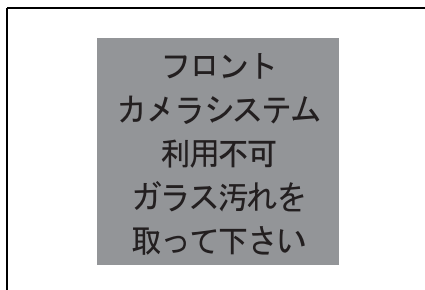 フロント
カメラシステム
利用不可
ガラス汚れを
取って下さい